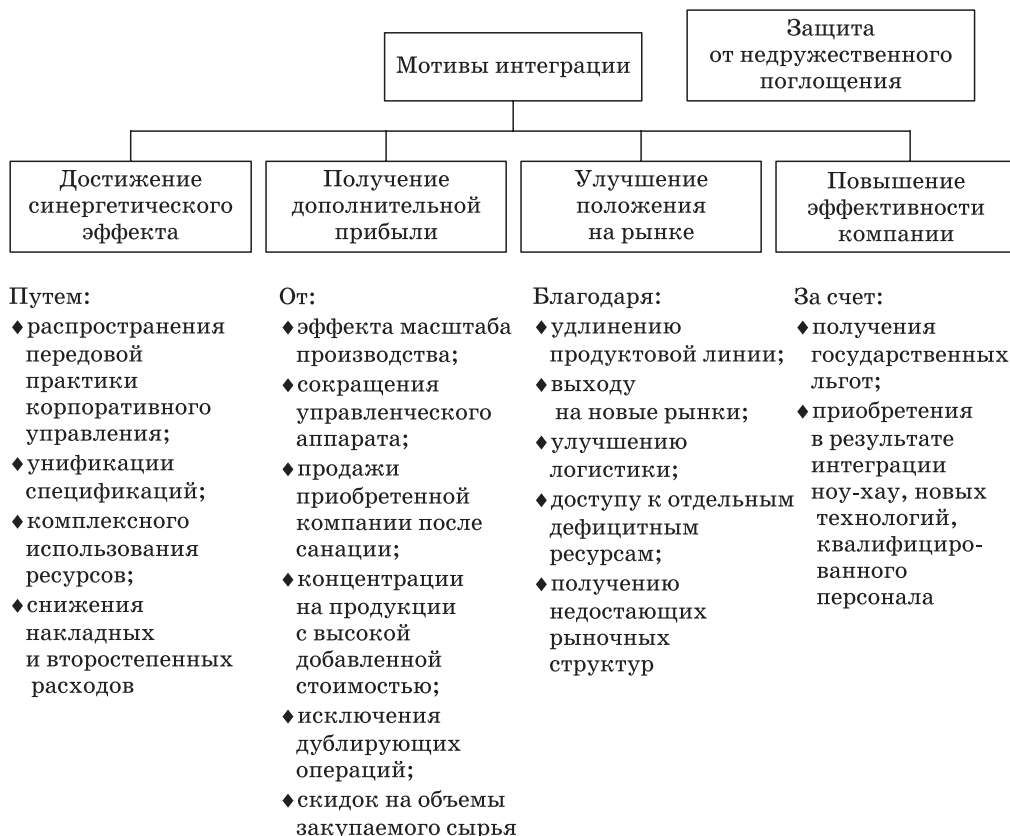 Мотивы интеграции
Защита
от недружественного
поглощения
Достижение
синергетического
эффекта
Получение
дополнительной
прибыли
Улучшение
положения
на рынке
Повышение
эффективности
компании
Путем:
♦распространения
передовой
практики
корпоративного
управления;
♦унификации
спецификаций;
♦комплексного
использования
ресурсов;
♦снижения
накладных
и второстепенных
расходов
От:
♦эффекта масштаба
производства;
♦сокращения
управленческого
аппарата;
♦продажи
приобретенной
компании после
санации;
♦концентрации
на продукции
с высокой
добавленной
стоимостью;
♦исключения
дублирующих
операций;
♦скидок на объемы
закупаемого сырья
Благодаря:
♦удлинению
продуктовой линии;
♦выходу
на новые рынки;
♦улучшению
логистики;
♦доступу к отдельным
дефицитным
ресурсам;
♦получению
недостающих
рыночных
структур
За счет:
♦получения
государственных
льгот;
♦приобретения
в результате
интеграции
ноу-хау, новых
технологий,
квалифициро-
ванного
персонала